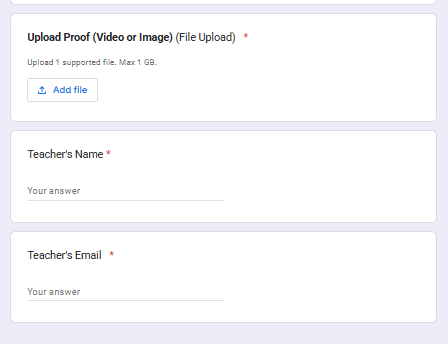 Upload Proof (Video or Image) (File Upload) *
Upload 1 supported file. Max 1 GB.
Add file
Teacher's Name *
Your answer
Teacher's Email *
Your answer